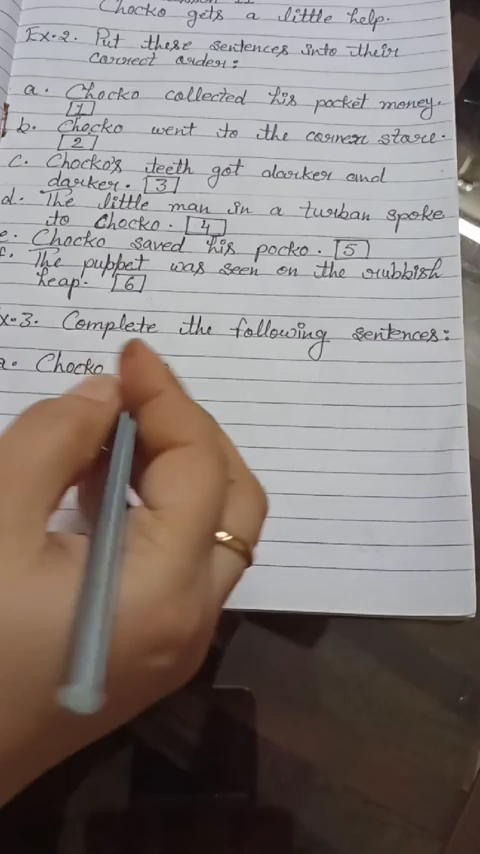 Chocko gets a little help.
Ex-2. Put these sentences into their
correct order:
a. Chocko collected his pocket money.
[1]
b. Chocko went to the corner store.
[2]
c. Chocko's teeth got darker and
darker. [3]
d. The little man in a turban spoke
to Chocko. [4]
e. Chocko saved his pocko. [5]
f. The puppet was seen on the rubbish
heap. [6]
x-3. Complete the following sentences:
a. Chocko